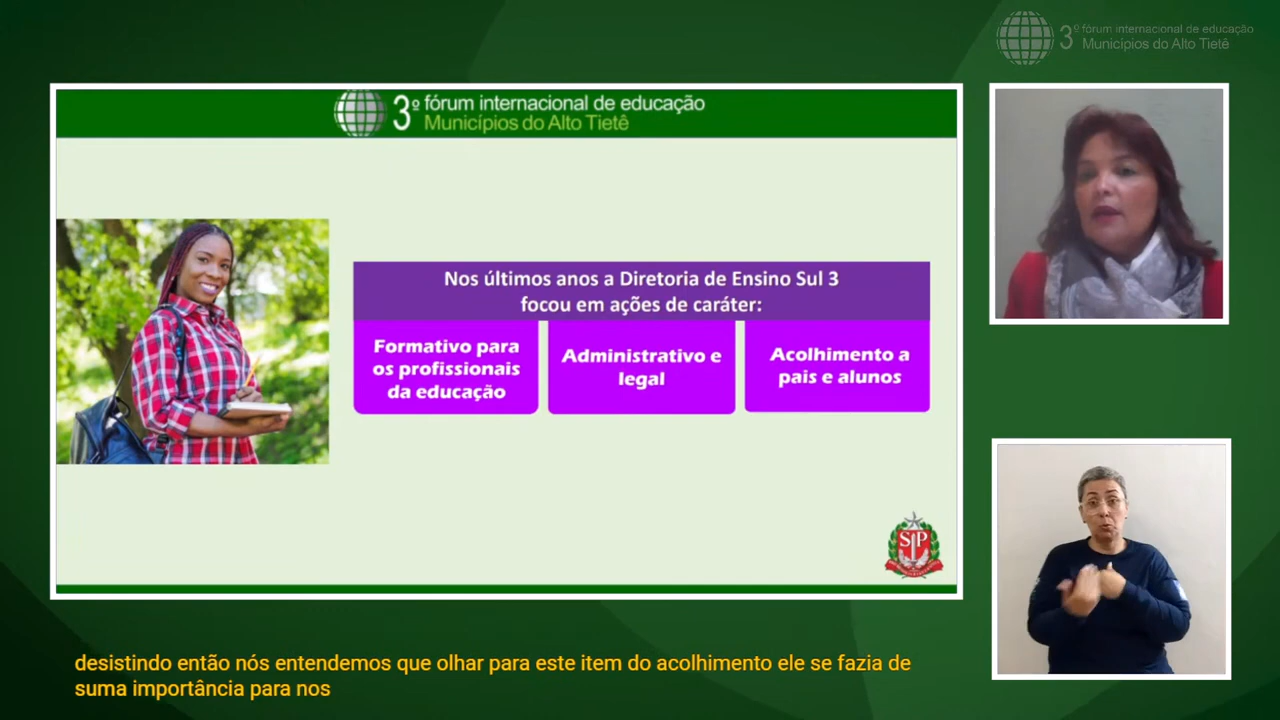 3º fórum internacional de educação
Municípios do Alto Tietê
3º fórum internacional de educação
Municípios do Alto Tietê
Nos últimos anos a Diretoria de Ensino Sul 3
focou em ações de caráter:
Formativo para
os profissionais
da educação
Administrativo e
legal
Acolhimento a
pais e alunos
SP
desistindo então nós entendemos que olhar para este item do acolhimento ele se fazia de
suma importância para nos